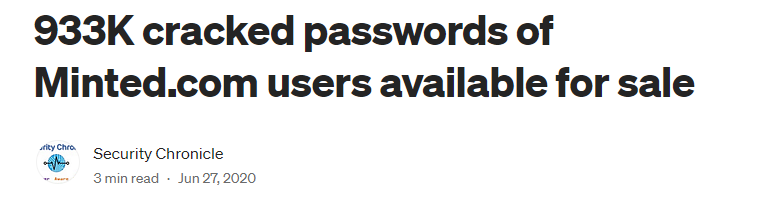 933K cracked passwords of
Minted.com users available for sale
Security Chronicle
3 min read · Jun 27, 2020